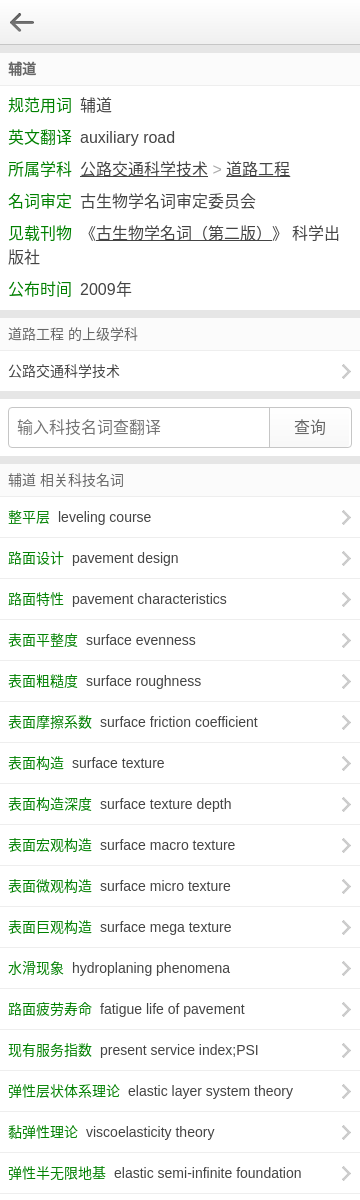 辅道
规范用词 辅道
英文翻译 auxiliary road
所属学科 公路交通科学技术 > 道路工程
名词审定 古生物学名词审定委员会
见载刊物 《古生物学名词（第二版）》 科学出
版社
公布时间 2009年
道路工程 的上级学科
公路交通科学技术
输入科技名词查翻译 查询
辅道 相关科技名词
整平层 leveling course
路面设计 pavement design
路面特性 pavement characteristics
表面平整度 surface evenness
表面粗糙度 surface roughness
表面摩擦系数 surface friction coefficient
表面构造 surface texture
表面构造深度 surface texture depth
表面宏观构造 surface macro texture
表面微观构造 surface micro texture
表面巨观构造 surface mega texture
水滑现象 hydroplaning phenomena
路面疲劳寿命 fatigue life of pavement
现有服务指数 present service index;PSI
弹性层状体系理论 elastic layer system theory
黏弹性理论 viscoelasticity theory
弹性半无限地基 elastic semi-infinite foundation